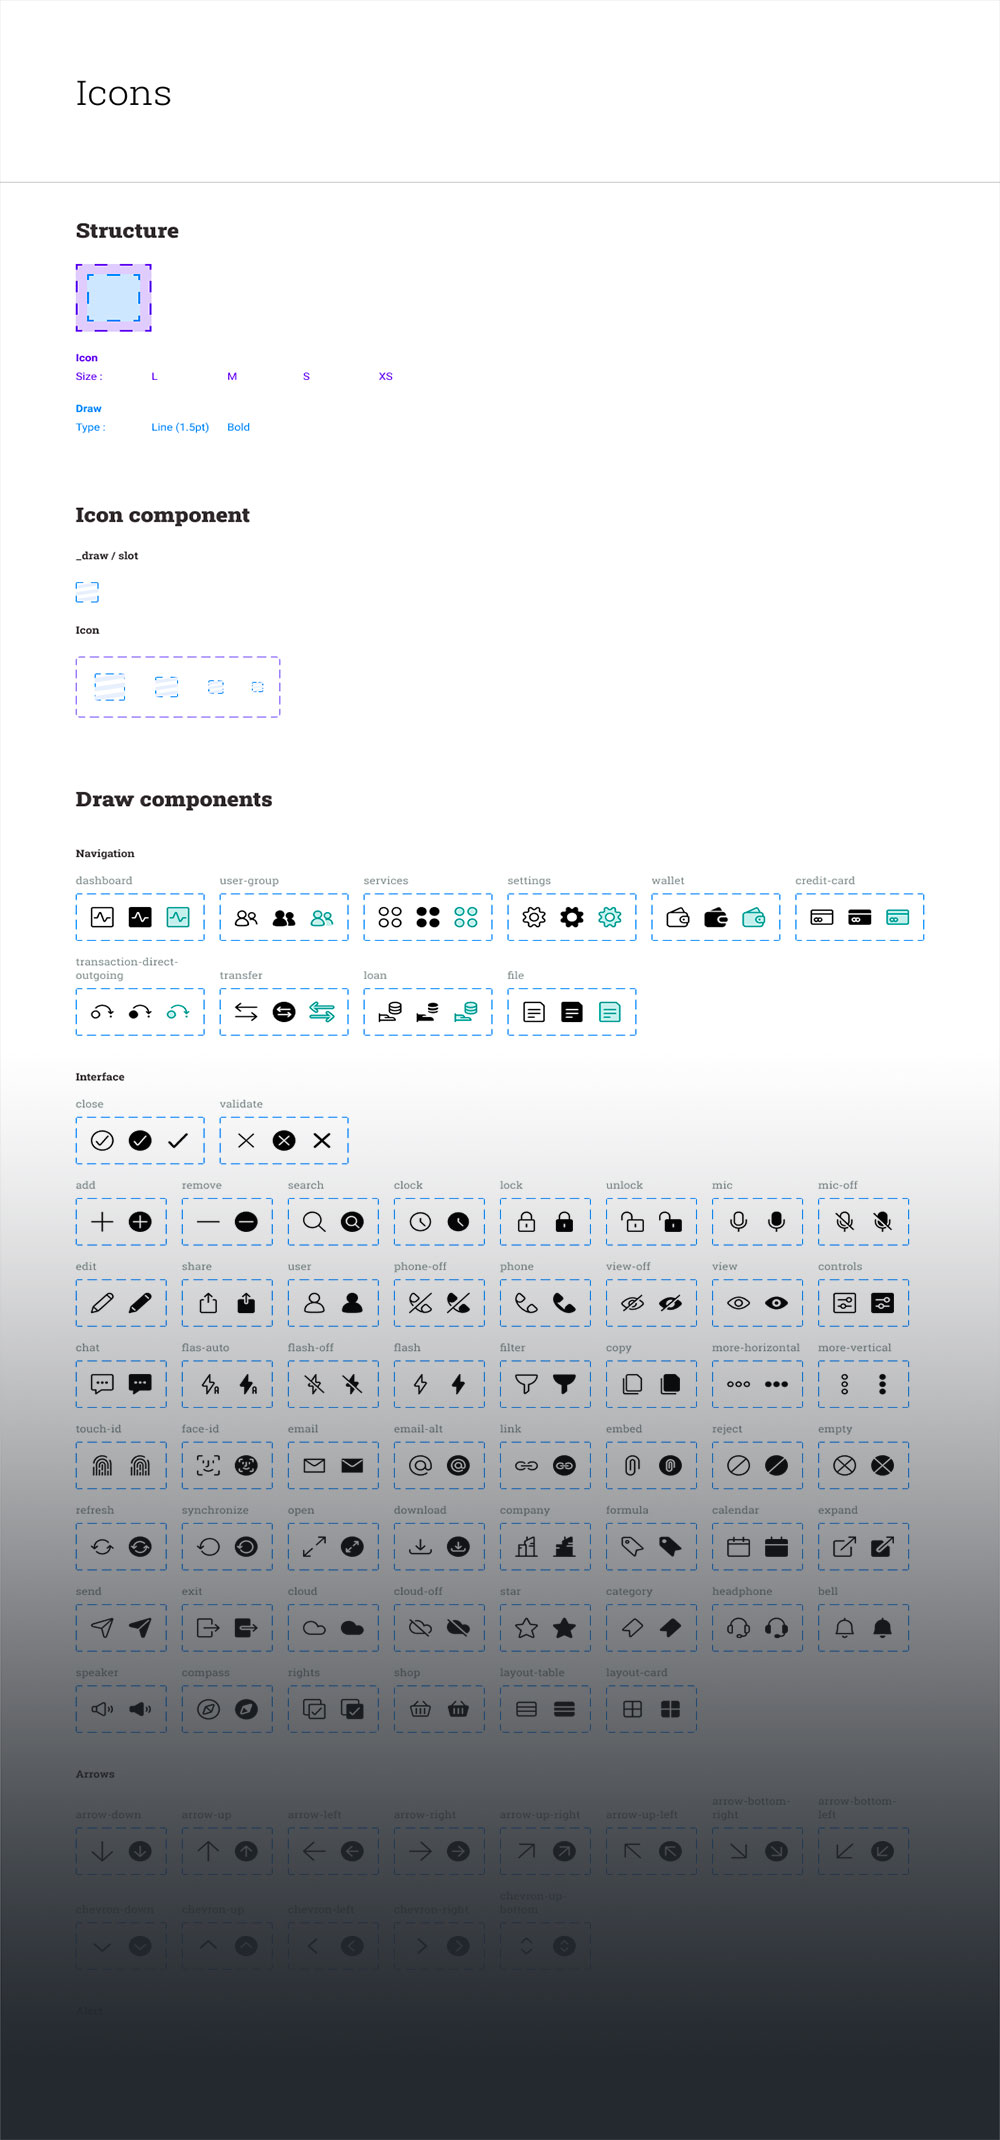 Icons
Structure
Icon
Size : L M S XS
Draw
Type : Line (1.5pt) Bold
Icon component
_draw / slot
Icon
Draw components
Navigation
dashboard user-group services settings wallet credit-card
transaction-direct-
outgoing transfer loan file
Interface
close validate
add remove search clock lock unlock mic mic-off
edit share user phone-off phone view-off view controls
chat flas-auto flash-off flash filter copy more-horizontal more-vertical
touch-id face-id email email-alt link embed reject empty
refresh synchronize open download company formula calendar expand
send exit cloud cloud-off star category headphone bell
speaker compass rights shop layout-table layout-card
Arrows
arrow-bottom- arrow-bottom-
arrow-down arrow-up arrow-left arrow-right arrow-up-right arrow-up-left right left
chevron-up-
chevron-down chevron-up chevron-left chevron-right bottom
Alert